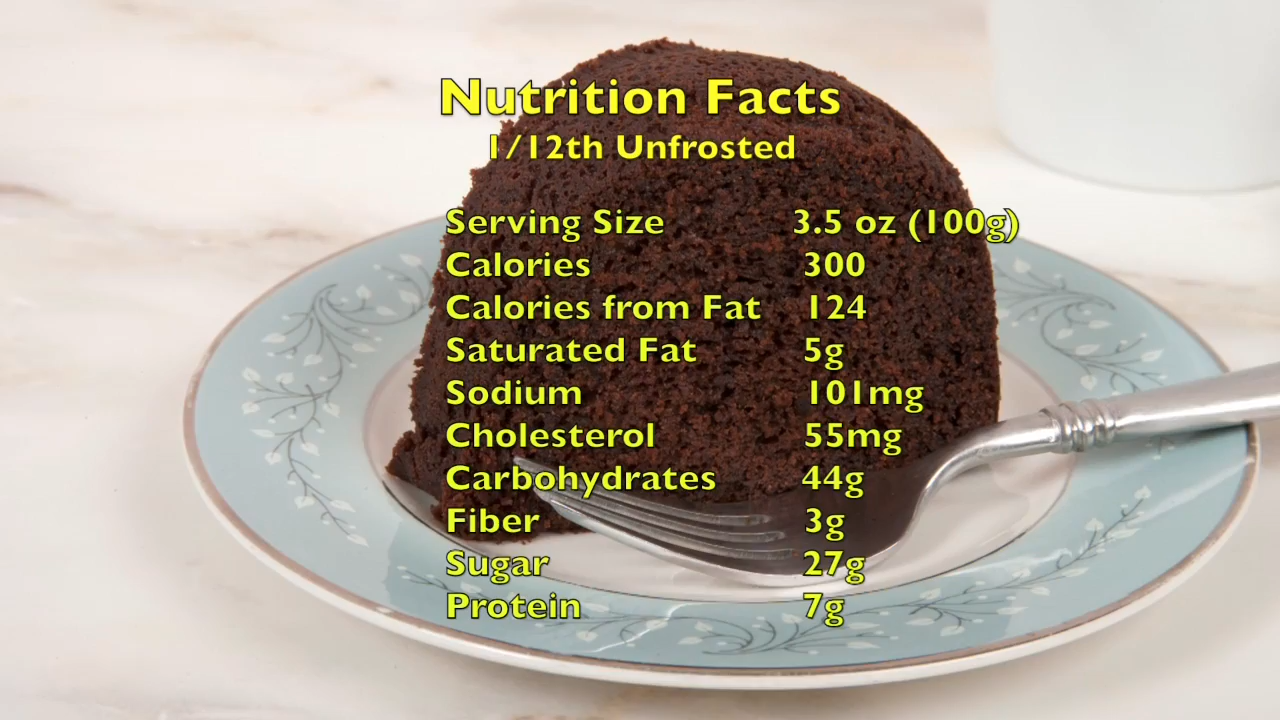 Nutrition Facts
1/12th Unfrosted
Serving Size 3.5 oz (100g)
Calories 300
Calories from Fat 124
Saturated Fat 5g
Sodium 101mg
Cholesterol 55mg
Carbohydrates 44g
Fiber 3g
Sugar 27g
Protein 7g